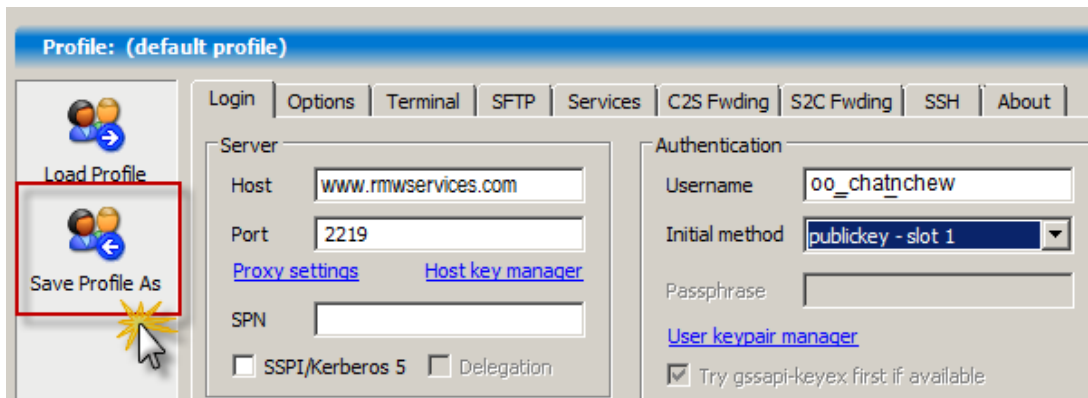 Profile: (default profile)
Load Profile
Save Profile As
Login Options Terminal SFTP Services C2S Fwding S2C Fwding SSH About
Server
Host www.rmwservices.com
Port 2219
Proxy settings Host key manager
SPN
SSPI/Kerberos 5 Delegation
Authentication
Username oo_chatnchew
Initial method publickey - slot 1
Passphrase
User keypair manager
Try gssapi-keyex first if available